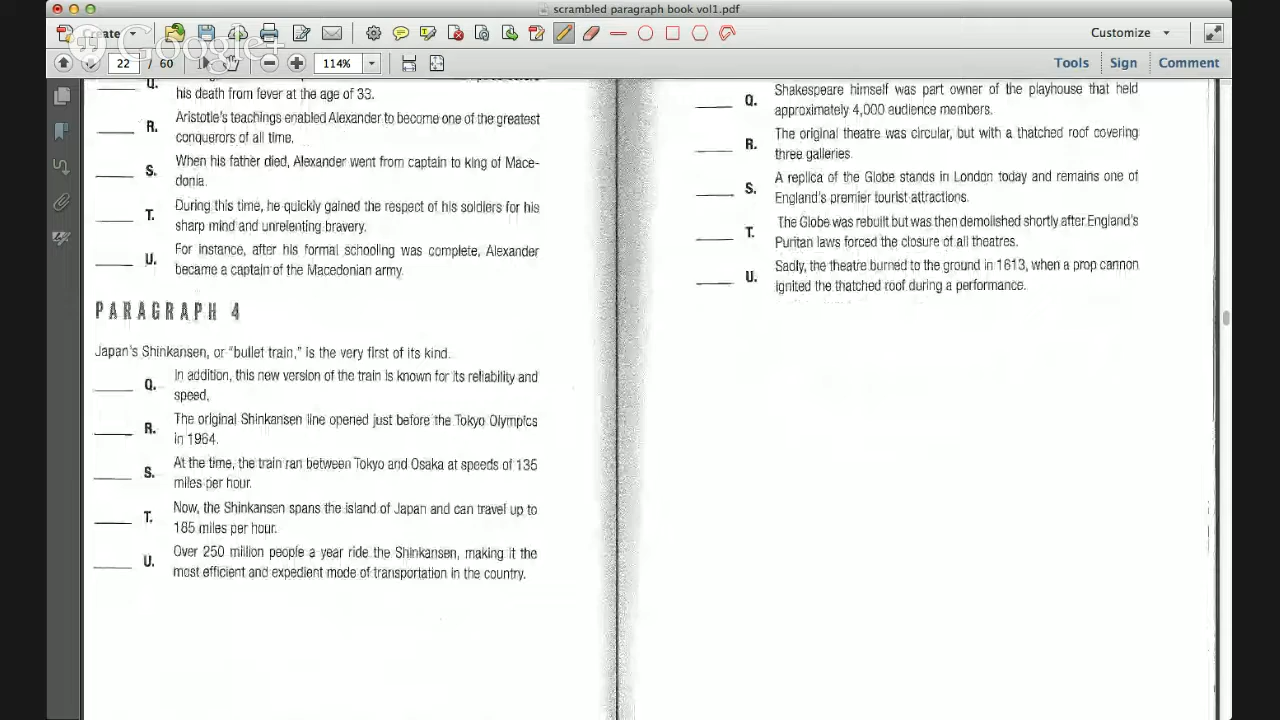 scrambled paragraph book vol1.pdf
Create
Google+
Customize
22 / 60
114%
Tools
Sign
Comment
Q.
his death from fever at the age of 33.
R. Aristotle's teachings enabled Alexander to become one of the greatest
conquerors of all time.
S. When his father died, Alexander went from captain to king of Mace-
donia.
T. During this time, he quickly gained the respect of his soldiers for his
sharp mind and unrelenting bravery.
U. For instance, after his formal schooling was complete, Alexander
became a captain of the Macedonian army.
PARAGRAPH 4
Japan's Shinkansen, or "bullet train," is the very first of its kind.
Q. In addition, this new version of the train is known for its reliability and
speed.
R. The original Shinkansen line opened just before the Tokyo Olympics
in 1964.
S. At the time, the train ran between Tokyo and Osaka at speeds of 135
miles per hour.
T. Now, the Shinkansen spans the island of Japan and can travel up to
185 miles per hour.
U. Over 250 million people a year ride the Shinkansen, making it the
most efficient and expedient mode of transportation in the country.
Q. Shakespeare himself was part owner of the playhouse that held
approximately 4,000 audience members.
R. The original theatre was circular, but with a thatched roof covering
three galleries.
S. A replica of the Globe stands in London today and remains one of
England's premier tourist attractions.
T. The Globe was rebuilt but was then demolished shortly after England's
Puritan laws forced the closure of all theatres.
U. Sadly, the theatre burned to the ground in 1613, when a prop cannon
ignited the thatched roof during a performance.